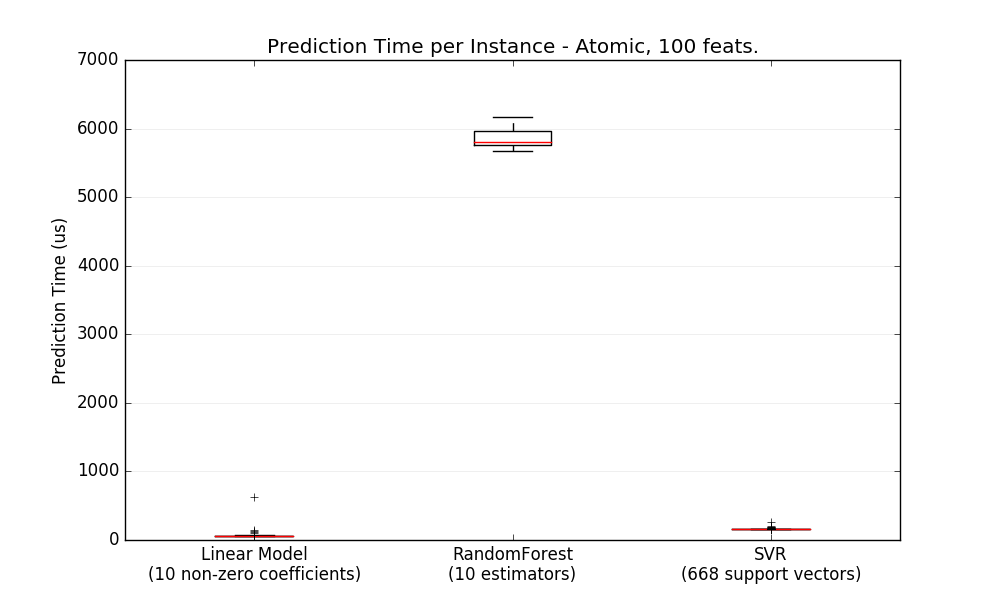 Prediction Time per Instance - Atomic, 100 feats.
7000
6000
5000
4000
3000
2000
1000
0
Prediction Time (us)
Linear Model
(10 non-zero coefficients)
RandomForest
(10 estimators)
SVR
(668 support vectors)